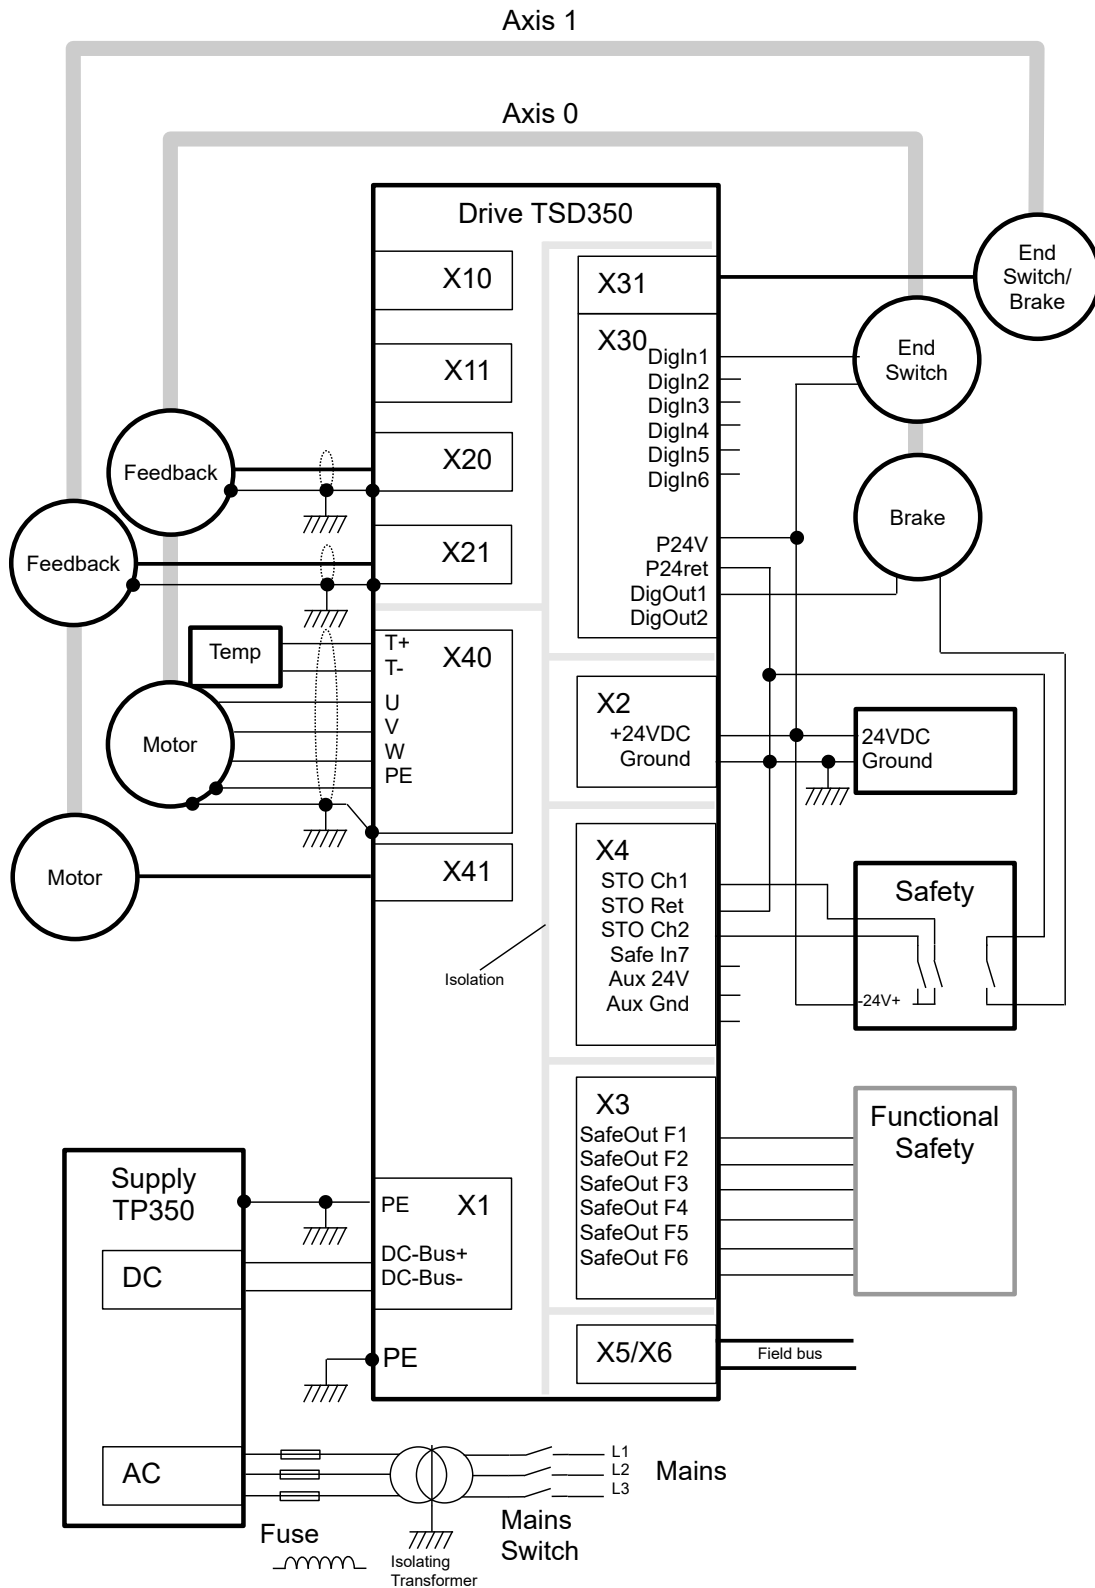 Axis 1
Axis 0
Drive TSD350
X10
X11
X20
X21
X31
X30
DigIn1
DigIn2
DigIn3
DigIn4
DigIn5
DigIn6
P24V
P24ret
DigOut1
DigOut2
End
Switch/
Brake
End
Switch
Brake
Feedback
Feedback
Temp
Motor
Motor
T+
T-
U
V
W
PE
X40
X41
X2
+24VDC
Ground
24VDC
Ground
X4
STO Ch1
STO Ret
STO Ch2
Safe In7
Aux 24V
Aux Gnd
Isolation
Safety
-24V+
X3
SafeOut F1
SafeOut F2
SafeOut F3
SafeOut F4
SafeOut F5
SafeOut F6
Functional
Safety
Supply
TP350
DC
AC
PE
X1
DC-Bus+
DC-Bus-
PE
X5/X6
Field bus
L1
L2
L3
Mains
Fuse
Isolating
Transformer
Mains
Switch